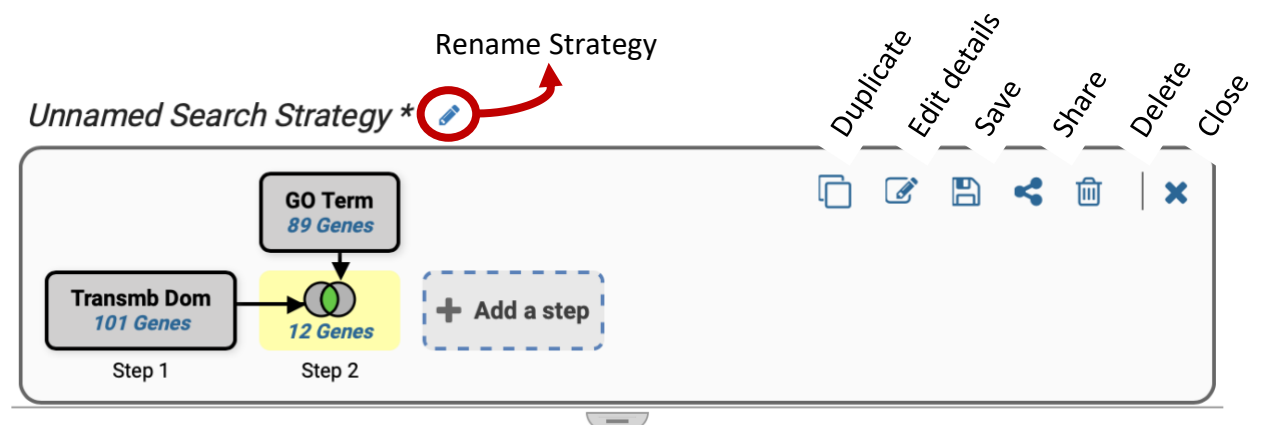 Rename Strategy
Unnamed Search Strategy *
Duplicate
Edit details
Save
Share
Delete
Close
GO Term
89 Genes
Transmb Dom
101 Genes
12 Genes
Add a step
Step 1
Step 2